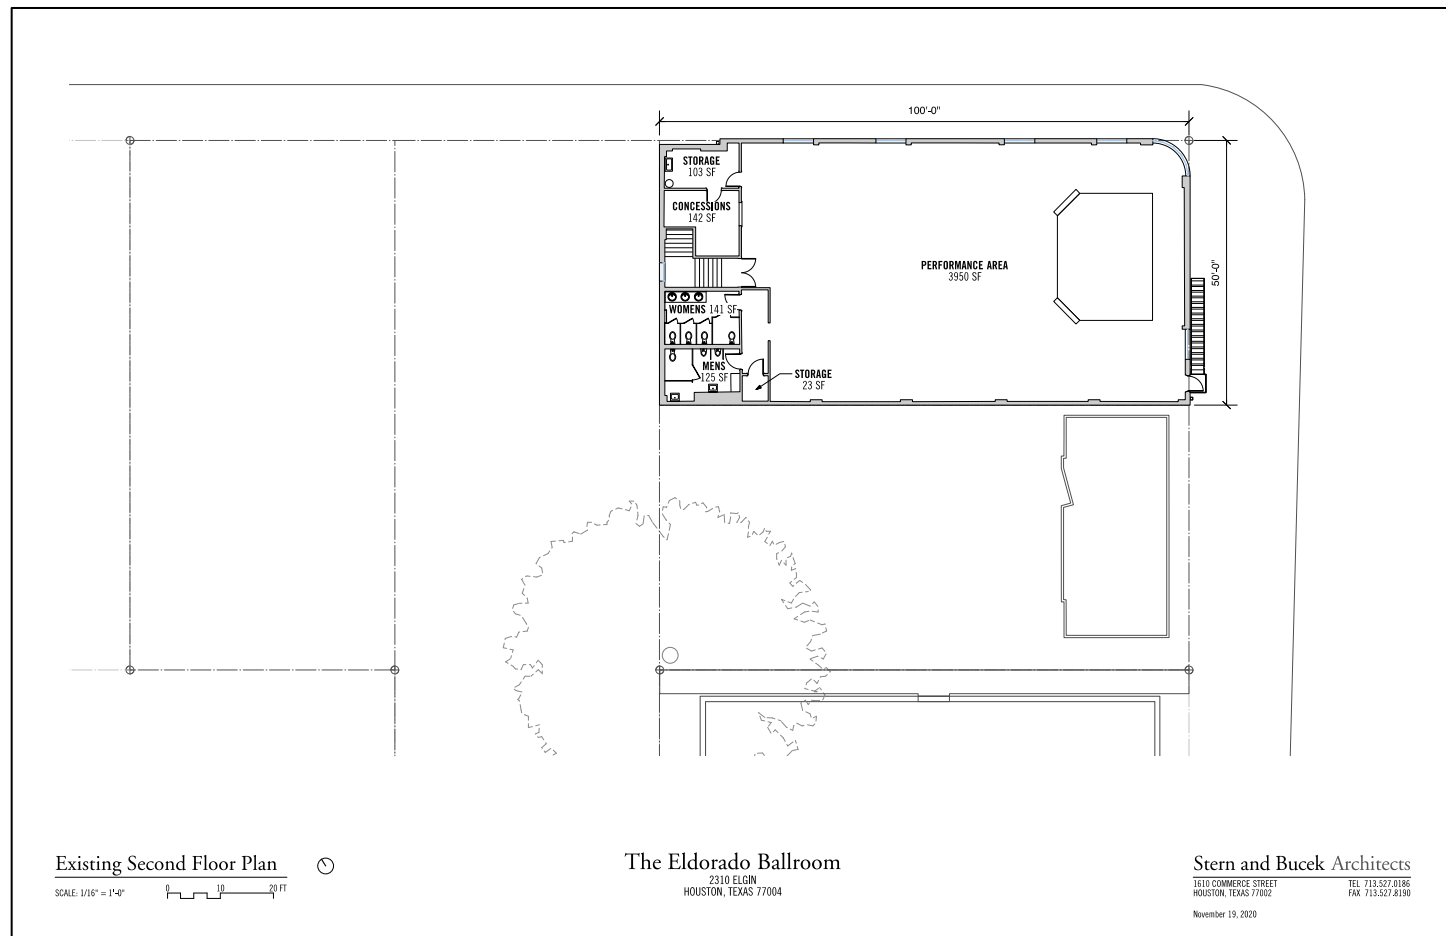 100'-0"
STORAGE
103 SF
CONCESSIONS
142 SF
PERFORMANCE AREA
3950 SF
50'-0"
WOMENS 141 SF
MENS
125 SF
STORAGE
23 SF
Existing Second Floor Plan
SCALE: 1/16" = 1'-0"
0 10 20 FT
The Eldorado Ballroom
2310 ELGIN
HOUSTON, TEXAS 77004
Stern and Bucek Architects
1610 COMMERCE STREET TEL 713.527.0186
HOUSTON, TEXAS 77002 FAX 713.527.8190
November 19, 2020